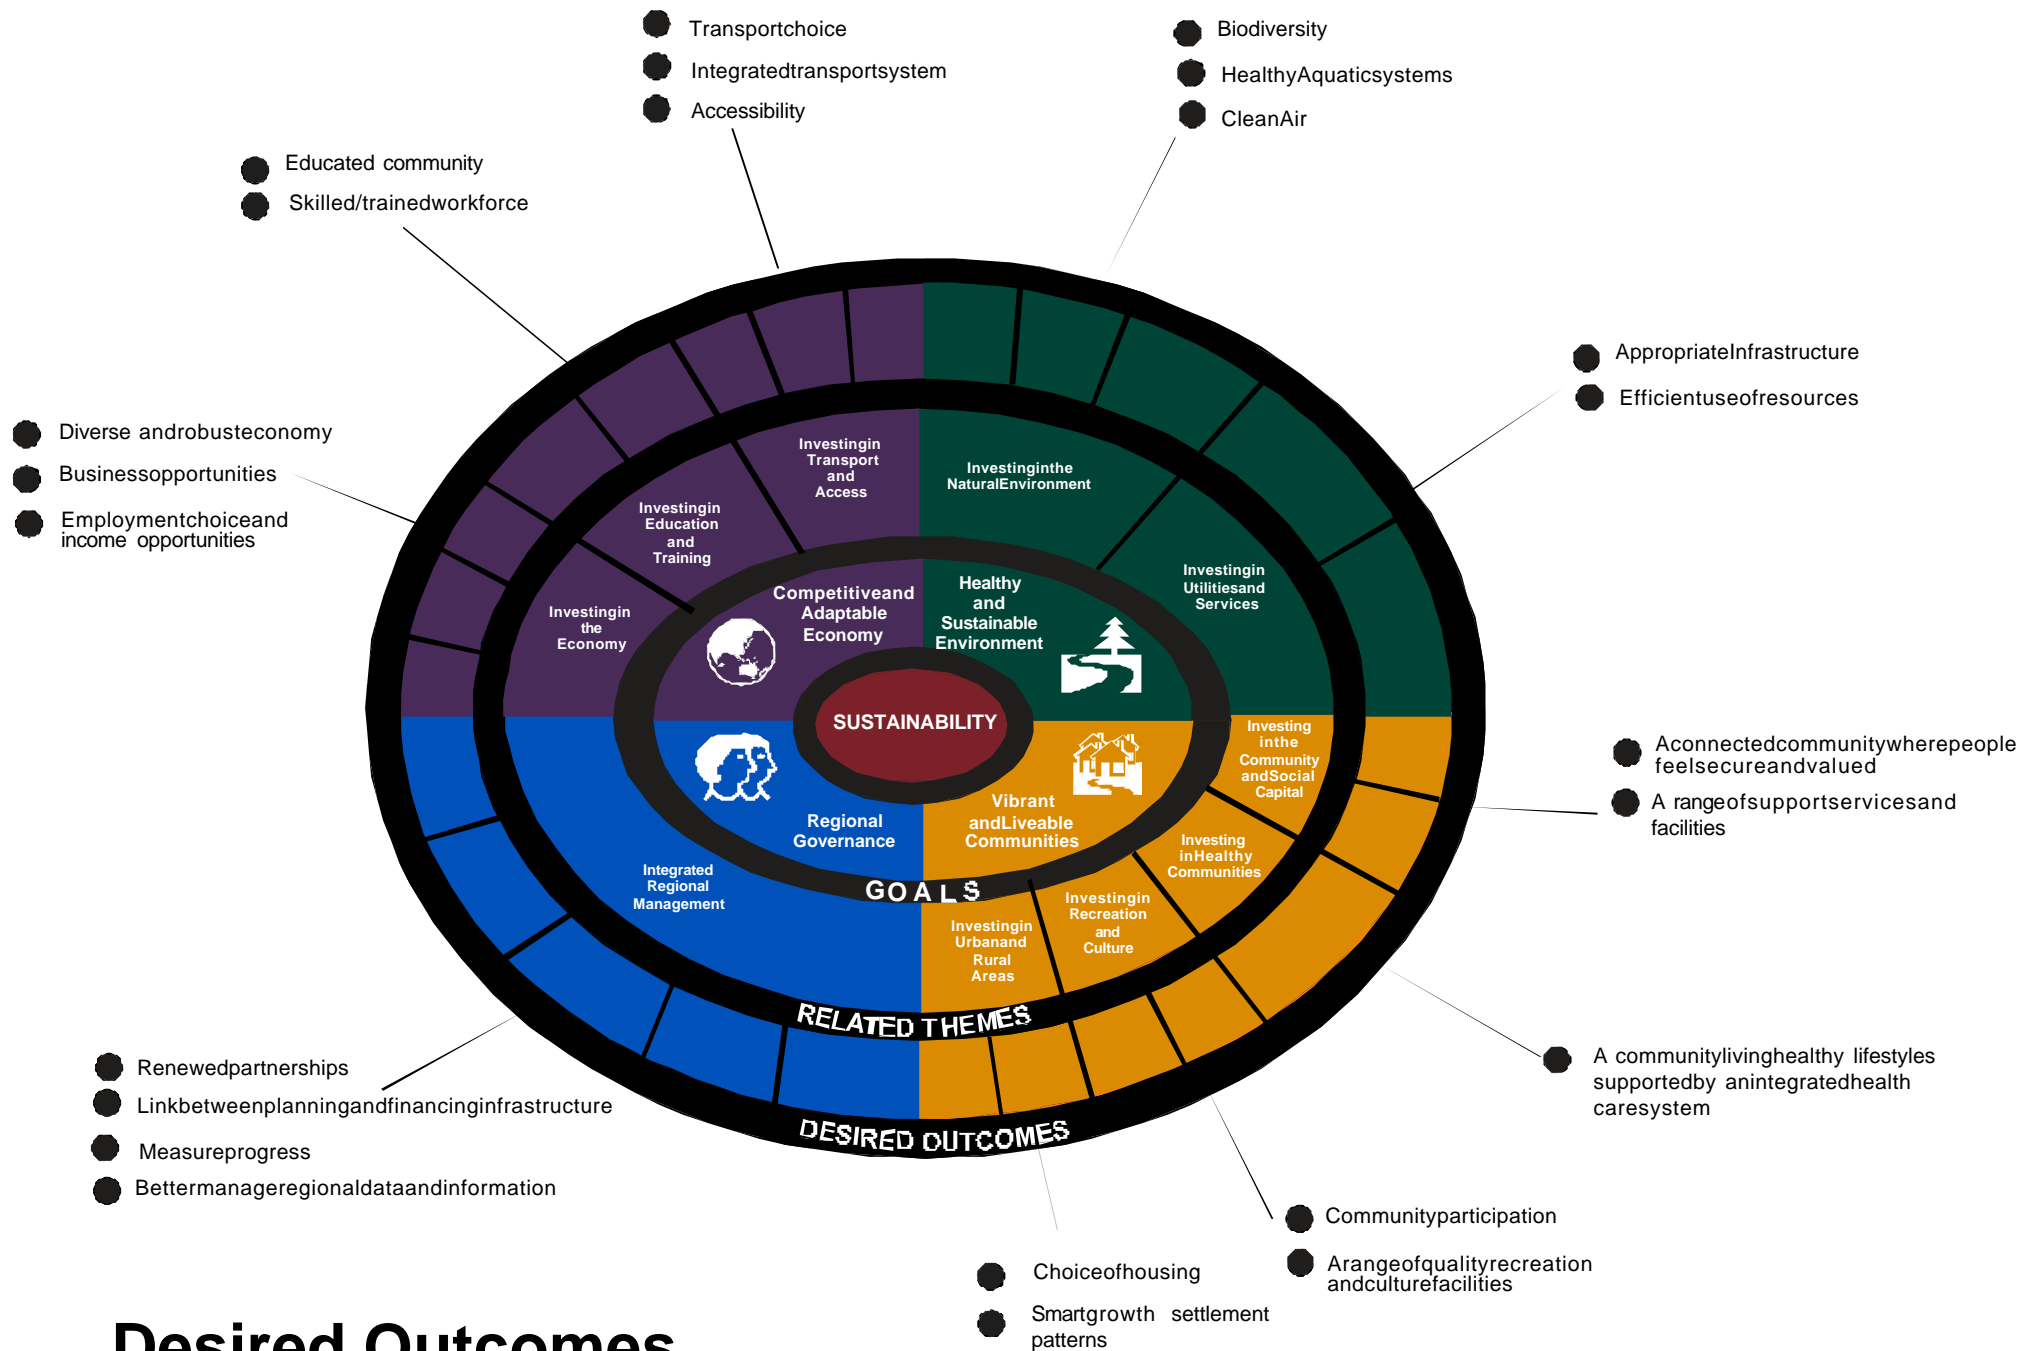 Transportchoice
Integratedtransportsystem
Accessibility
Biodiversity
HealthyAquaticsystems
CleanAir
Educated community
Skilled/trainedworkforce
AppropriateInfrastructure
Efficientuseofresources
Diverse androbusteconomy
Businessopportunities
Employmentchoiceand
income opportunities
Investingin
Transport
and
Access
Investinginthe
NaturalEnvironment
Investingin
Education
and
Training
Investingin
Utilitiesand
Services
Investingin
the
Economy
Competitiveand
Adaptable
Economy
Healthy
and
Sustainable
Environment
SUSTAINABILITY
Investing
inthe
Community
andSocial
Capital
Aconnectedcommunitywherepeople
feelsecureandvalued
A rangeofsupportservicesand
facilities
Regional
Governance
Vibrant
andLiveable
Communities
Investing
inHealthy
Communities
Integrated
Regional
Management
GOALS
Investingin
Recreation
and
Culture
Investingin
Urbanand
Rural
Areas
RELATED THEMES
DESIRED OUTCOMES
A communitylivinghealthy lifestyles
supportedby anintegratedhealth
caresystem
Renewedpartnerships
Linkbetweenplanningandfinancinginfrastructure
Measureprogress
Bettermanageregionaldataandinformation
Communityparticipation
Arangeofqualityrecreation
andculturefacilities
Choiceofhousing
Smartgrowth settlement
patterns
Desired Outcomes